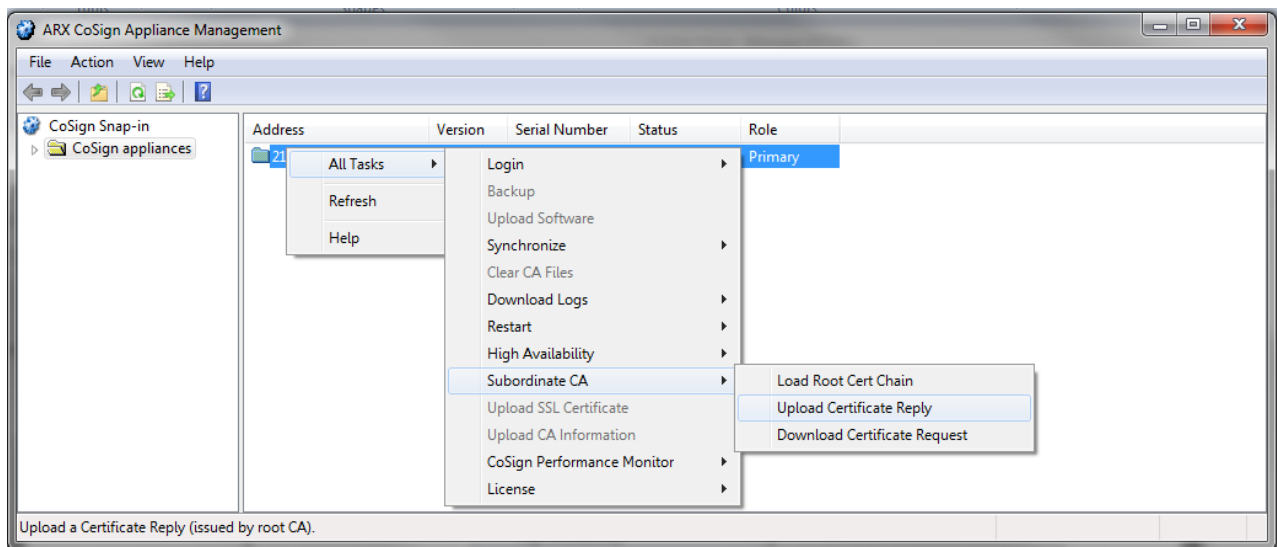 ARX CoSign Appliance Management
File Action View Help
CoSign Snap-in
CoSign appliances
Address Version Serial Number Status Role
21 Primary
All Tasks
Refresh
Help
Login
Backup
Upload Software
Synchronize
Clear CA Files
Download Logs
Restart
High Availability
Subordinate CA
Upload SSL Certificate
Upload CA Information
CoSign Performance Monitor
License
Load Root Cert Chain
Upload Certificate Reply
Download Certificate Request
Upload a Certificate Reply (issued by root CA).